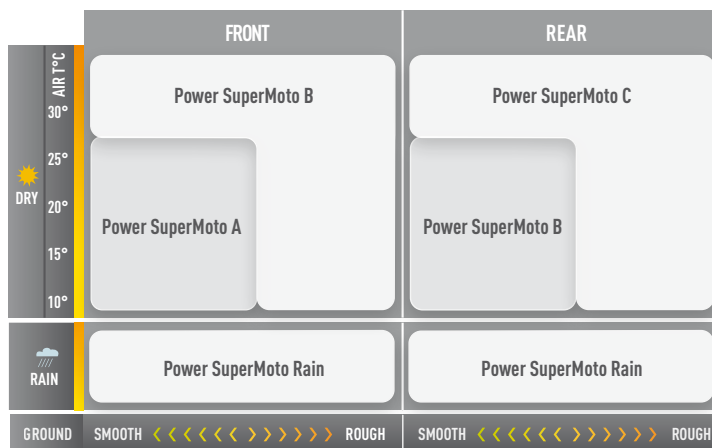 FRONT
REAR
AIR T°C
30°
25°
20°
15°
10°
DRY
Power SuperMoto B
Power SuperMoto A
Power SuperMoto C
Power SuperMoto B
RAIN
Power SuperMoto Rain
Power SuperMoto Rain
GROUND
SMOOTH
ROUGH
SMOOTH
ROUGH